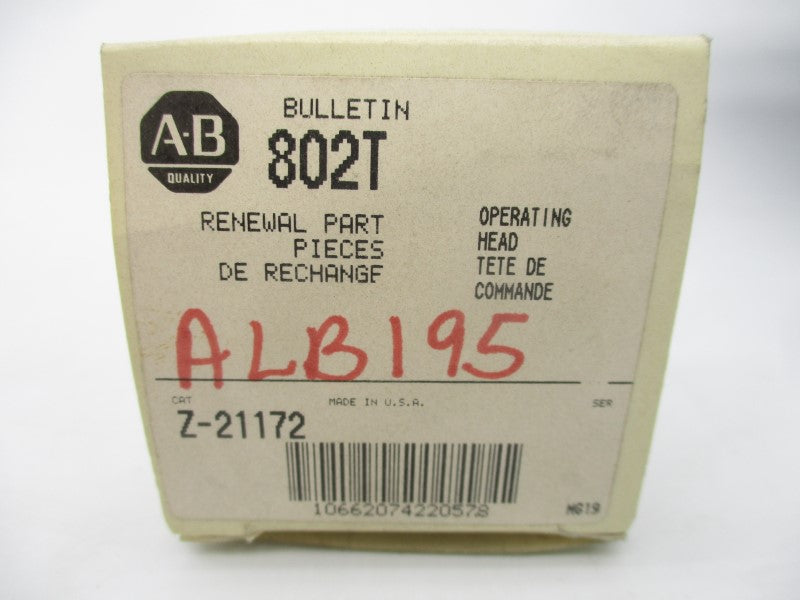 A-B
QUALITY
BULLETIN
802T
RENEWAL PART
PIECES
DE RECHANGE
OPERATING
HEAD
TETE DE
COMMANDE
ALB195
CAT
MADE IN U.S.A.
SER
Z-21172
10662074220578
MG19